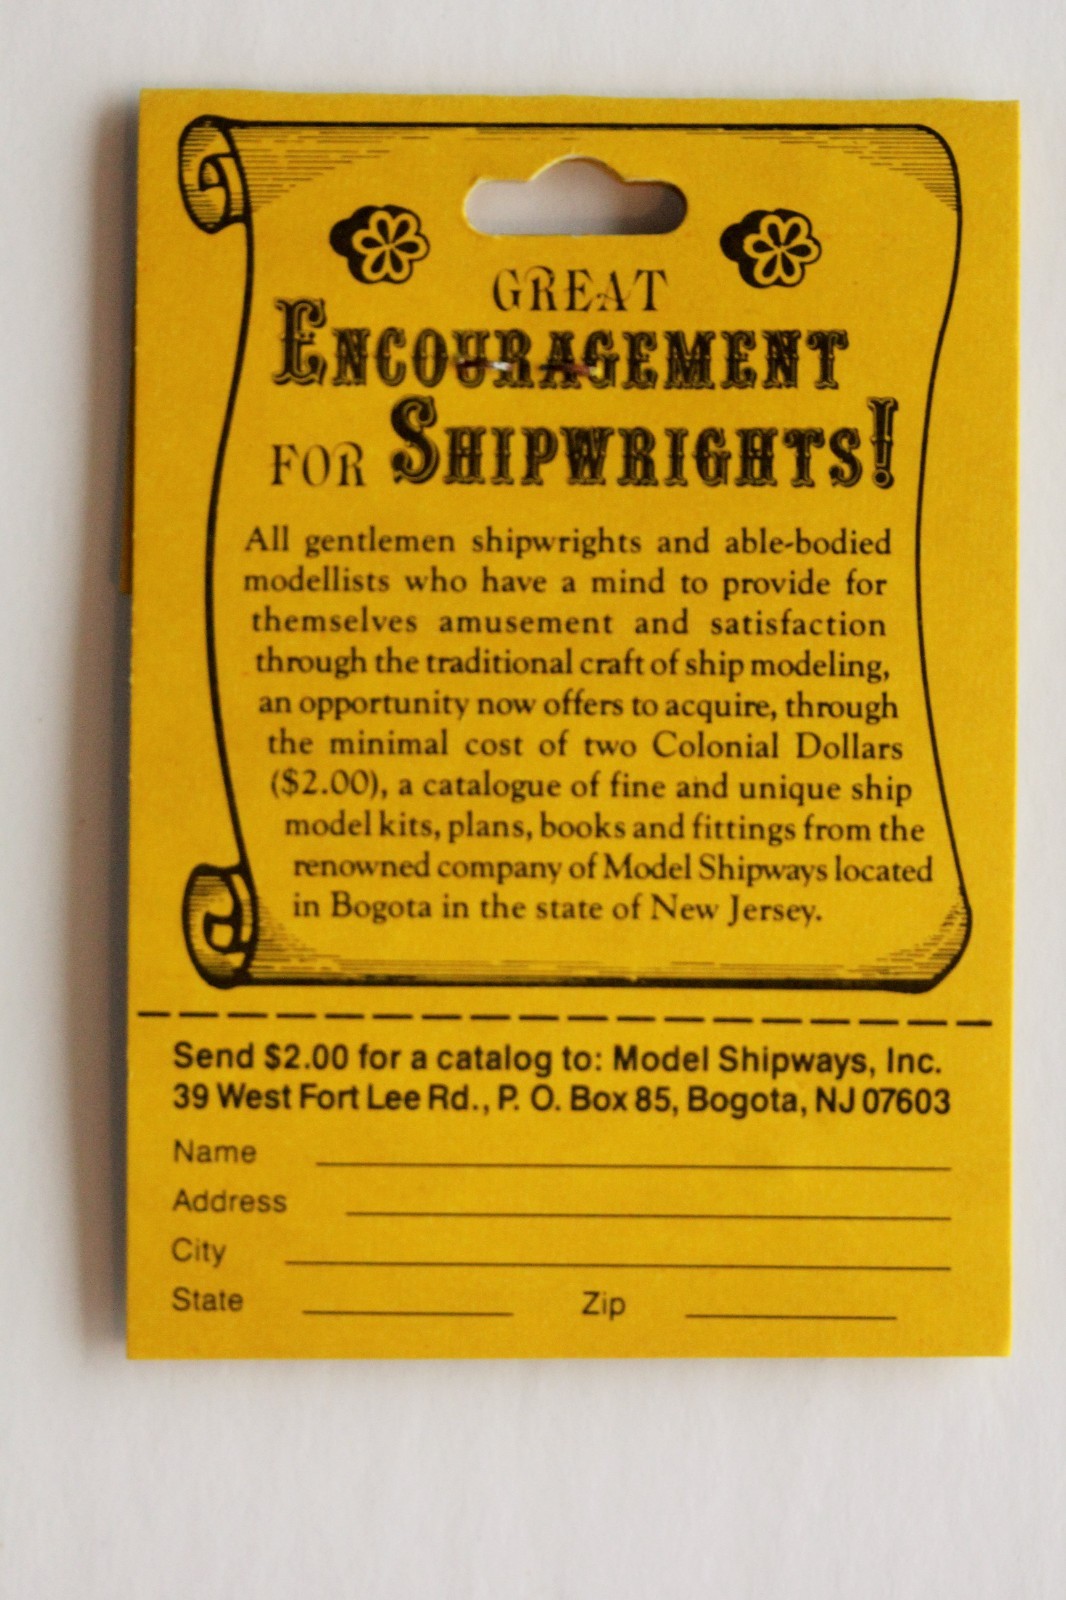 GREAT
ENCOURAGEMENT
FOR SHIPWRIGHTS!
All gentlemen shipwrights and able-bodied
modellists who have a mind to provide for
themselves amusement and satisfaction
through the traditional craft of ship modeling,
an opportunity now offers to acquire, through
the minimal cost of two Colonial Dollars
($2.00), a catalogue of fine and unique ship
model kits, plans, books and fittings from the
renowned company of Model Shipways located
in Bogota in the state of New Jersey.
Send $2.00 for a catalog to: Model Shipways, Inc.
39 West Fort Lee Rd., P. O. Box 85, Bogota, NJ 07603
Name
Address
City
State Zip